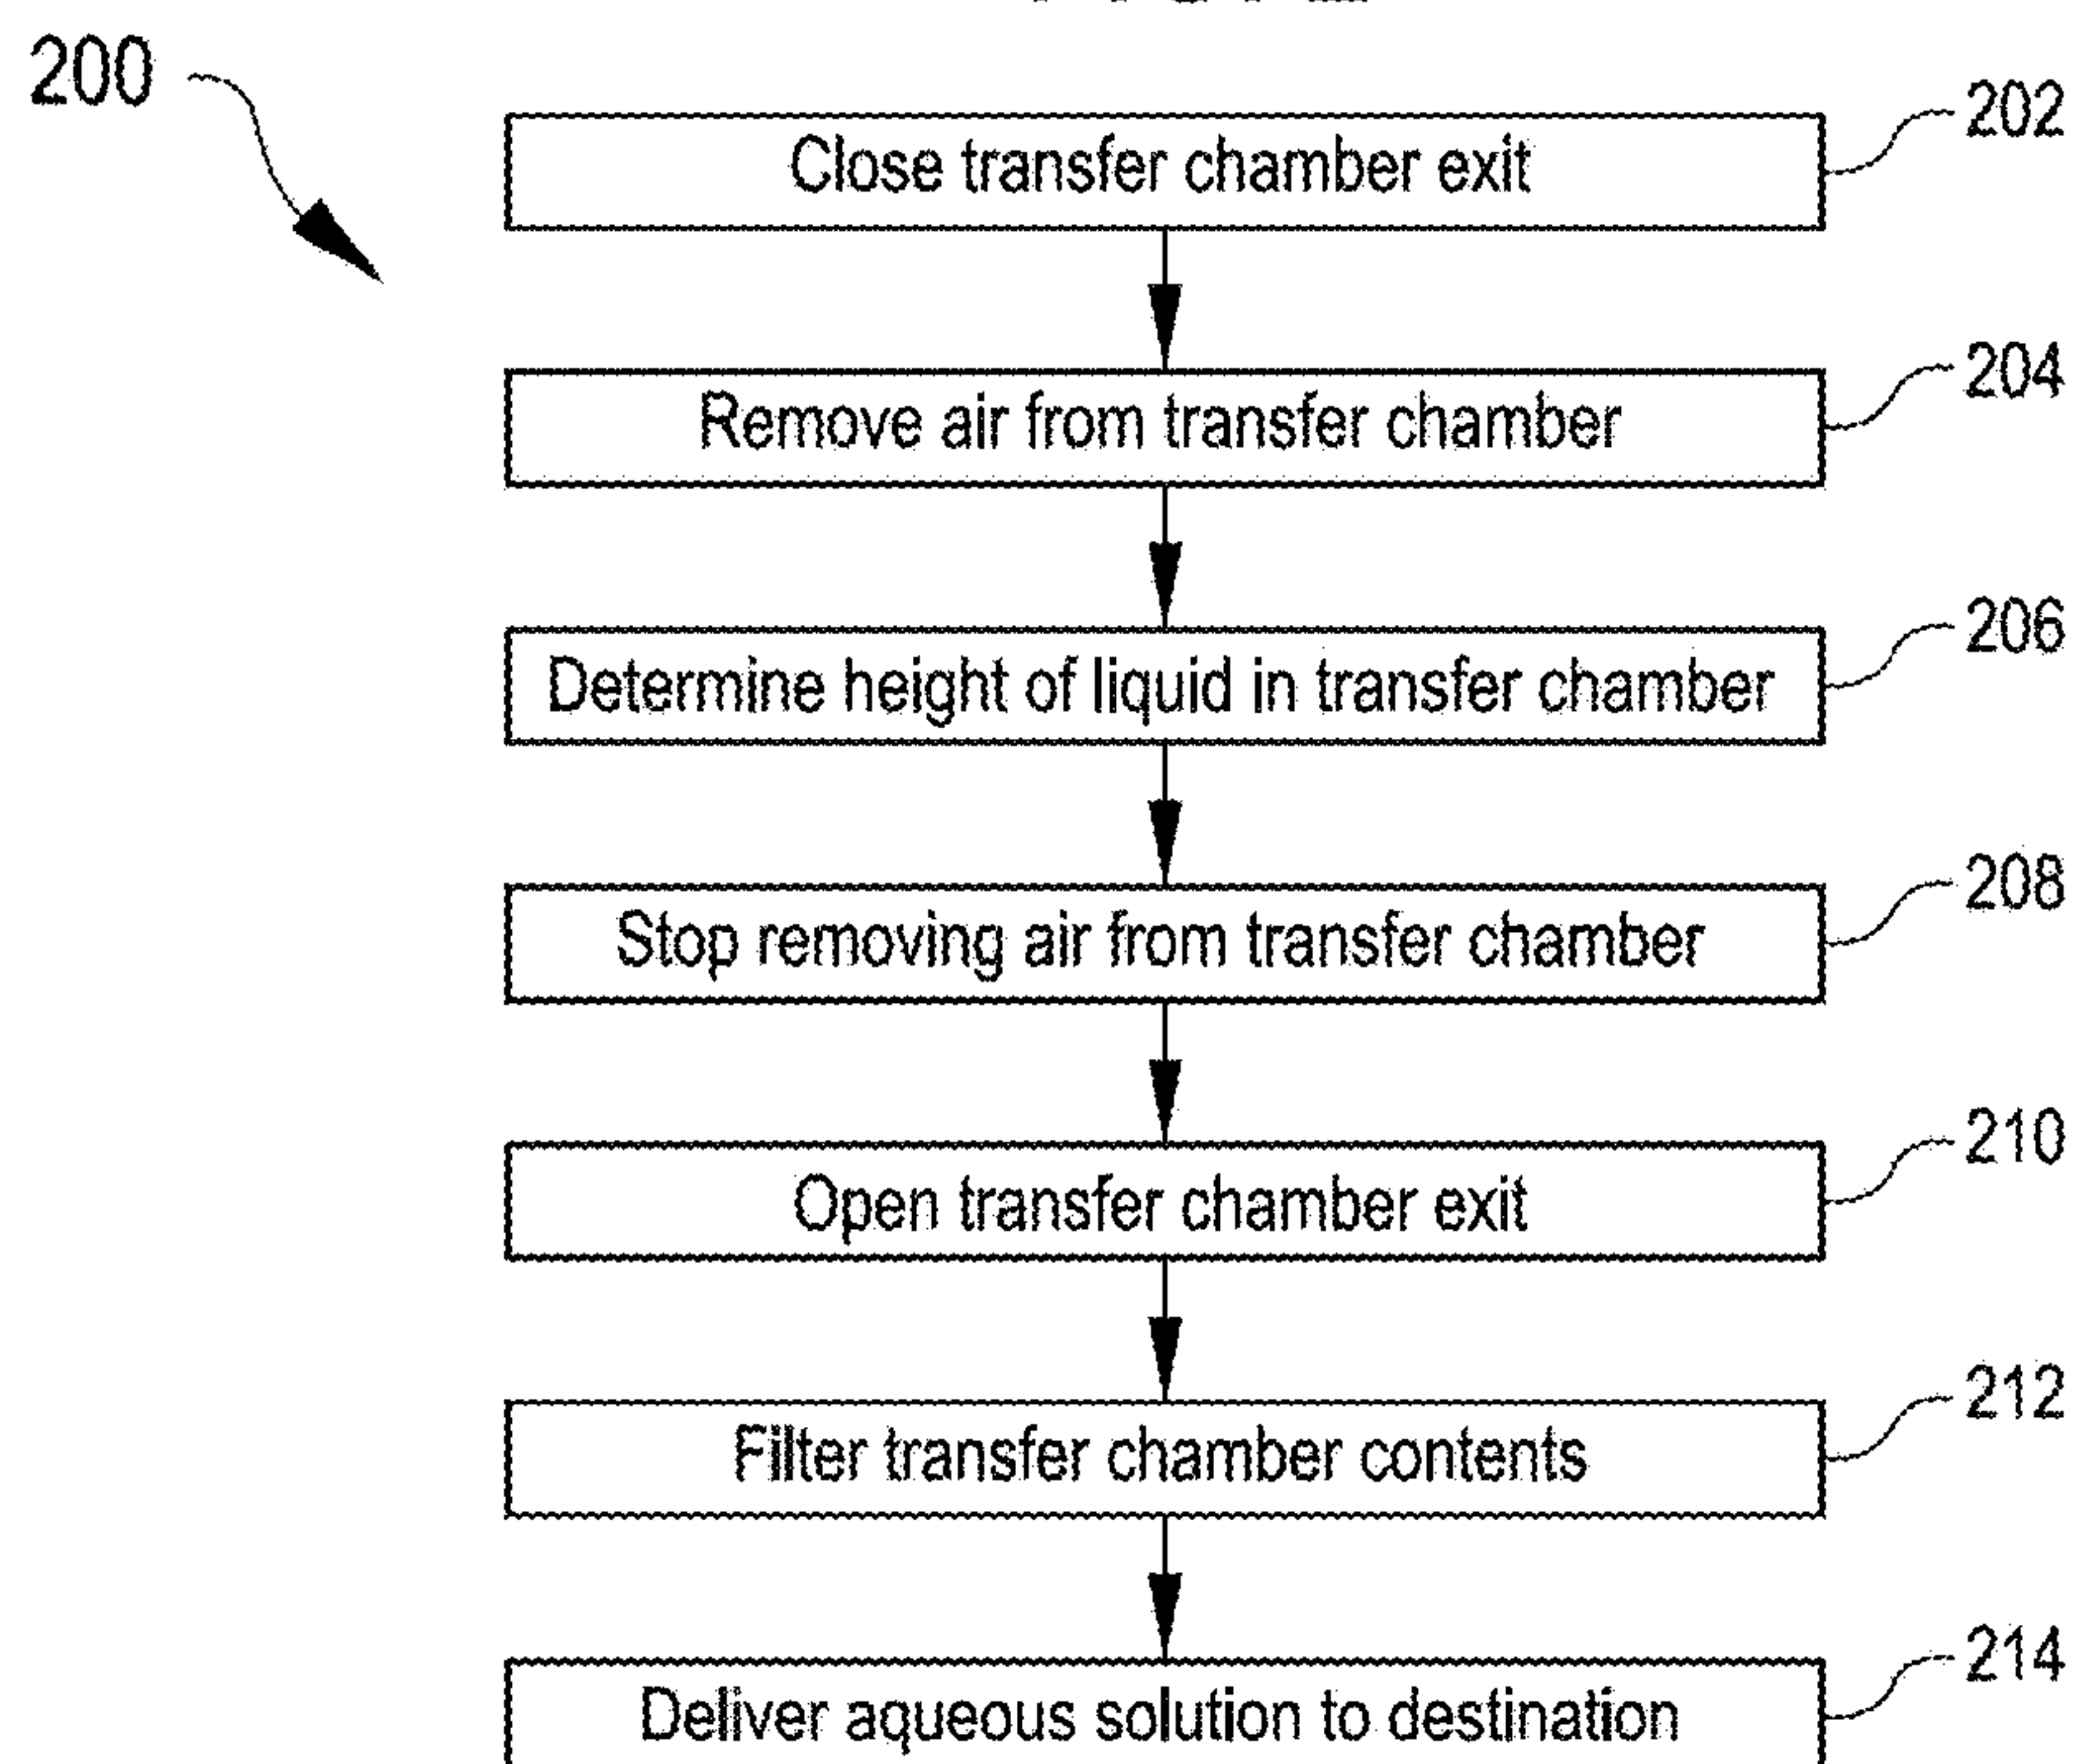 200
Close transfer chamber exit
202
Remove air from transfer chamber
204
Determine height of liquid in transfer chamber
206
Stop removing air from transfer chamber
208
Open transfer chamber exit
210
Filter transfer chamber contents
212
Deliver aqueous solution to destination
214